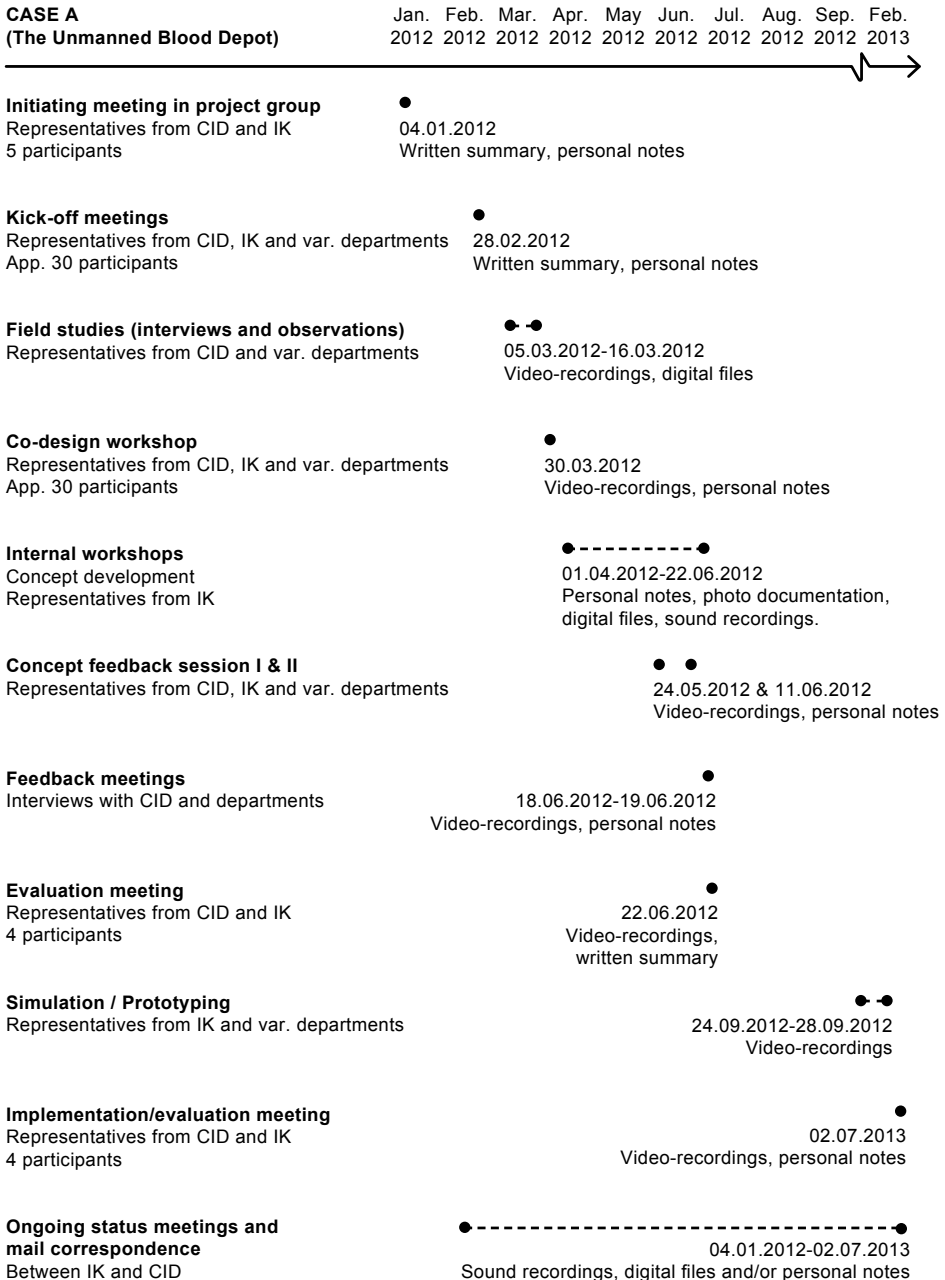 CASE A
(The Unmanned Blood Depot)
Jan. Feb. Mar. Apr. May Jun. Jul. Aug. Sep. Feb.
2012 2012 2012 2012 2012 2012 2012 2012 2012 2013
Initiating meeting in project group
Representatives from CID and IK
5 participants
04.01.2012
Written summary, personal notes
Kick-off meetings
Representatives from CID, IK and var. departments
App. 30 participants
28.02.2012
Written summary, personal notes
Field studies (interviews and observations)
Representatives from CID and var. departments
05.03.2012-16.03.2012
Video-recordings, digital files
Co-design workshop
Representatives from CID, IK and var. departments
App. 30 participants
30.03.2012
Video-recordings, personal notes
Internal workshops
Concept development
Representatives from IK
01.04.2012-22.06.2012
Personal notes, photo documentation,
digital files, sound recordings.
Concept feedback session I & II
Representatives from CID, IK and var. departments
24.05.2012 & 11.06.2012
Video-recordings, personal notes
Feedback meetings
Interviews with CID and departments
18.06.2012-19.06.2012
Video-recordings, personal notes
Evaluation meeting
Representatives from CID and IK
4 participants
22.06.2012
Video-recordings,
written summary
Simulation / Prototyping
Representatives from IK and var. departments
24.09.2012-28.09.2012
Video-recordings
Implementation/evaluation meeting
Representatives from CID and IK
4 participants
02.07.2013
Video-recordings, personal notes
Ongoing status meetings and
mail correspondence
Between IK and CID
04.01.2012-02.07.2013
Sound recordings, digital files and/or personal notes